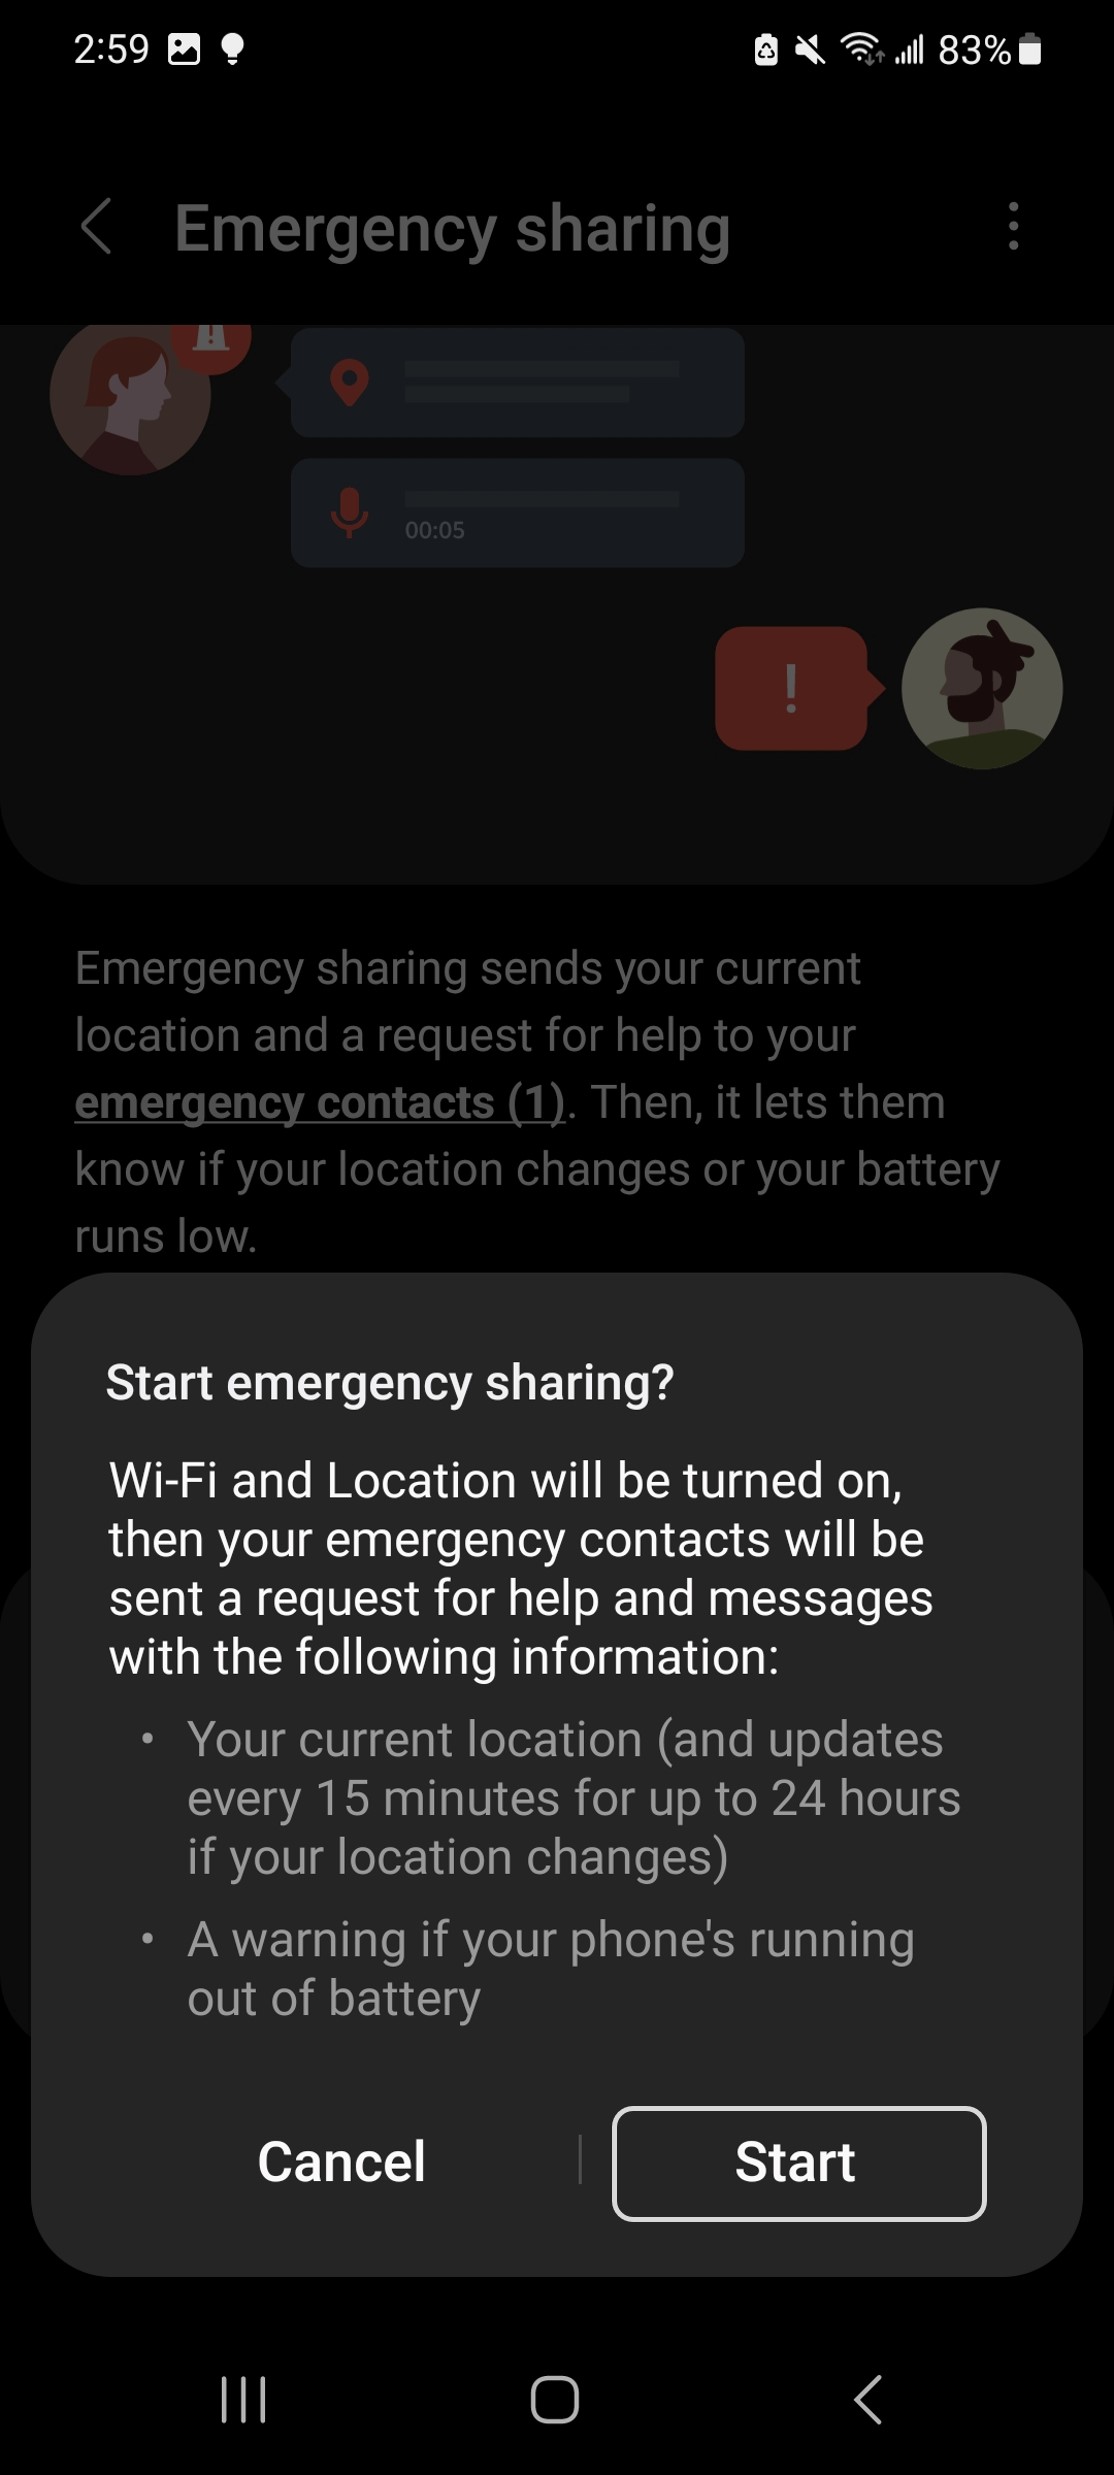 2:59
83%
Emergency sharing
00:05
!
Emergency sharing sends your current
location and a request for help to your
emergency contacts (1). Then, it lets them
know if your location changes or your battery
runs low.
Start emergency sharing?
Wi-Fi and Location will be turned on,
then your emergency contacts will be
sent a request for help and messages
with the following information:
• Your current location (and updates
every 15 minutes for up to 24 hours
if your location changes)
• A warning if your phone's running
out of battery
Cancel
Start